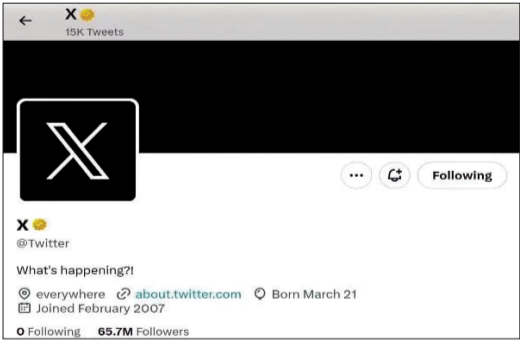 X
15K Tweets
X
Following
X
@Twitter
What's happening?!
everywhere about.twitter.com Born March 21
Joined February 2007
0 Following 65.7M Followers